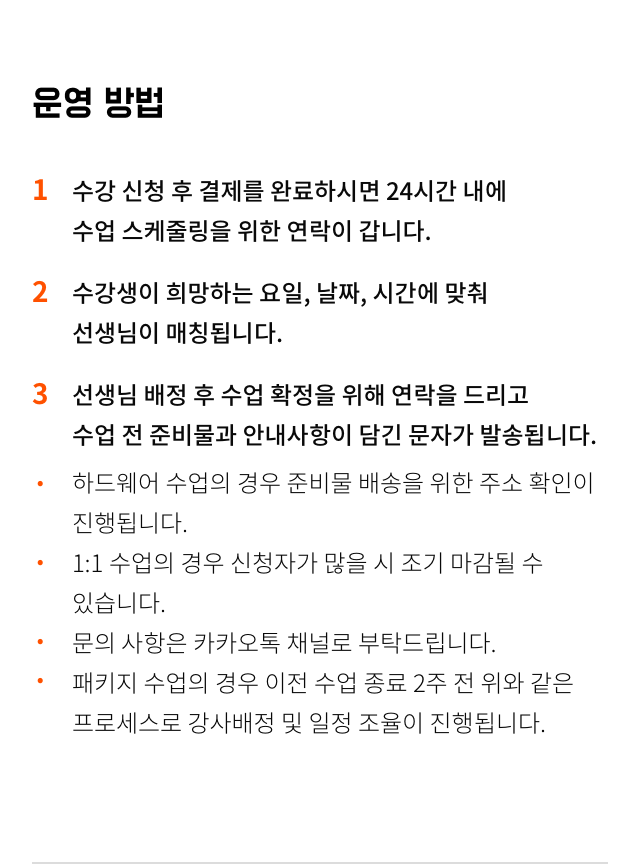 운영 방법
1 수강 신청 후 결제를 완료하시면 24시간 내에
수업 스케줄링을 위한 연락이 갑니다.
2 수강생이 희망하는 요일, 날짜, 시간에 맞춰
선생님이 매칭됩니다.
3 선생님 배정 후 수업 확정을 위해 연락을 드리고
수업 전 준비물과 안내사항이 담긴 문자가 발송됩니다.
• 하드웨어 수업의 경우 준비물 배송을 위한 주소 확인이
진행됩니다.
• 1:1 수업의 경우 신청자가 많을 시 조기 마감될 수
있습니다.
• 문의 사항은 카카오톡 채널로 부탁드립니다.
• 패키지 수업의 경우 이전 수업 종료 2주 전 위와 같은
프로세스로 강사배정 및 일정 조율이 진행됩니다.